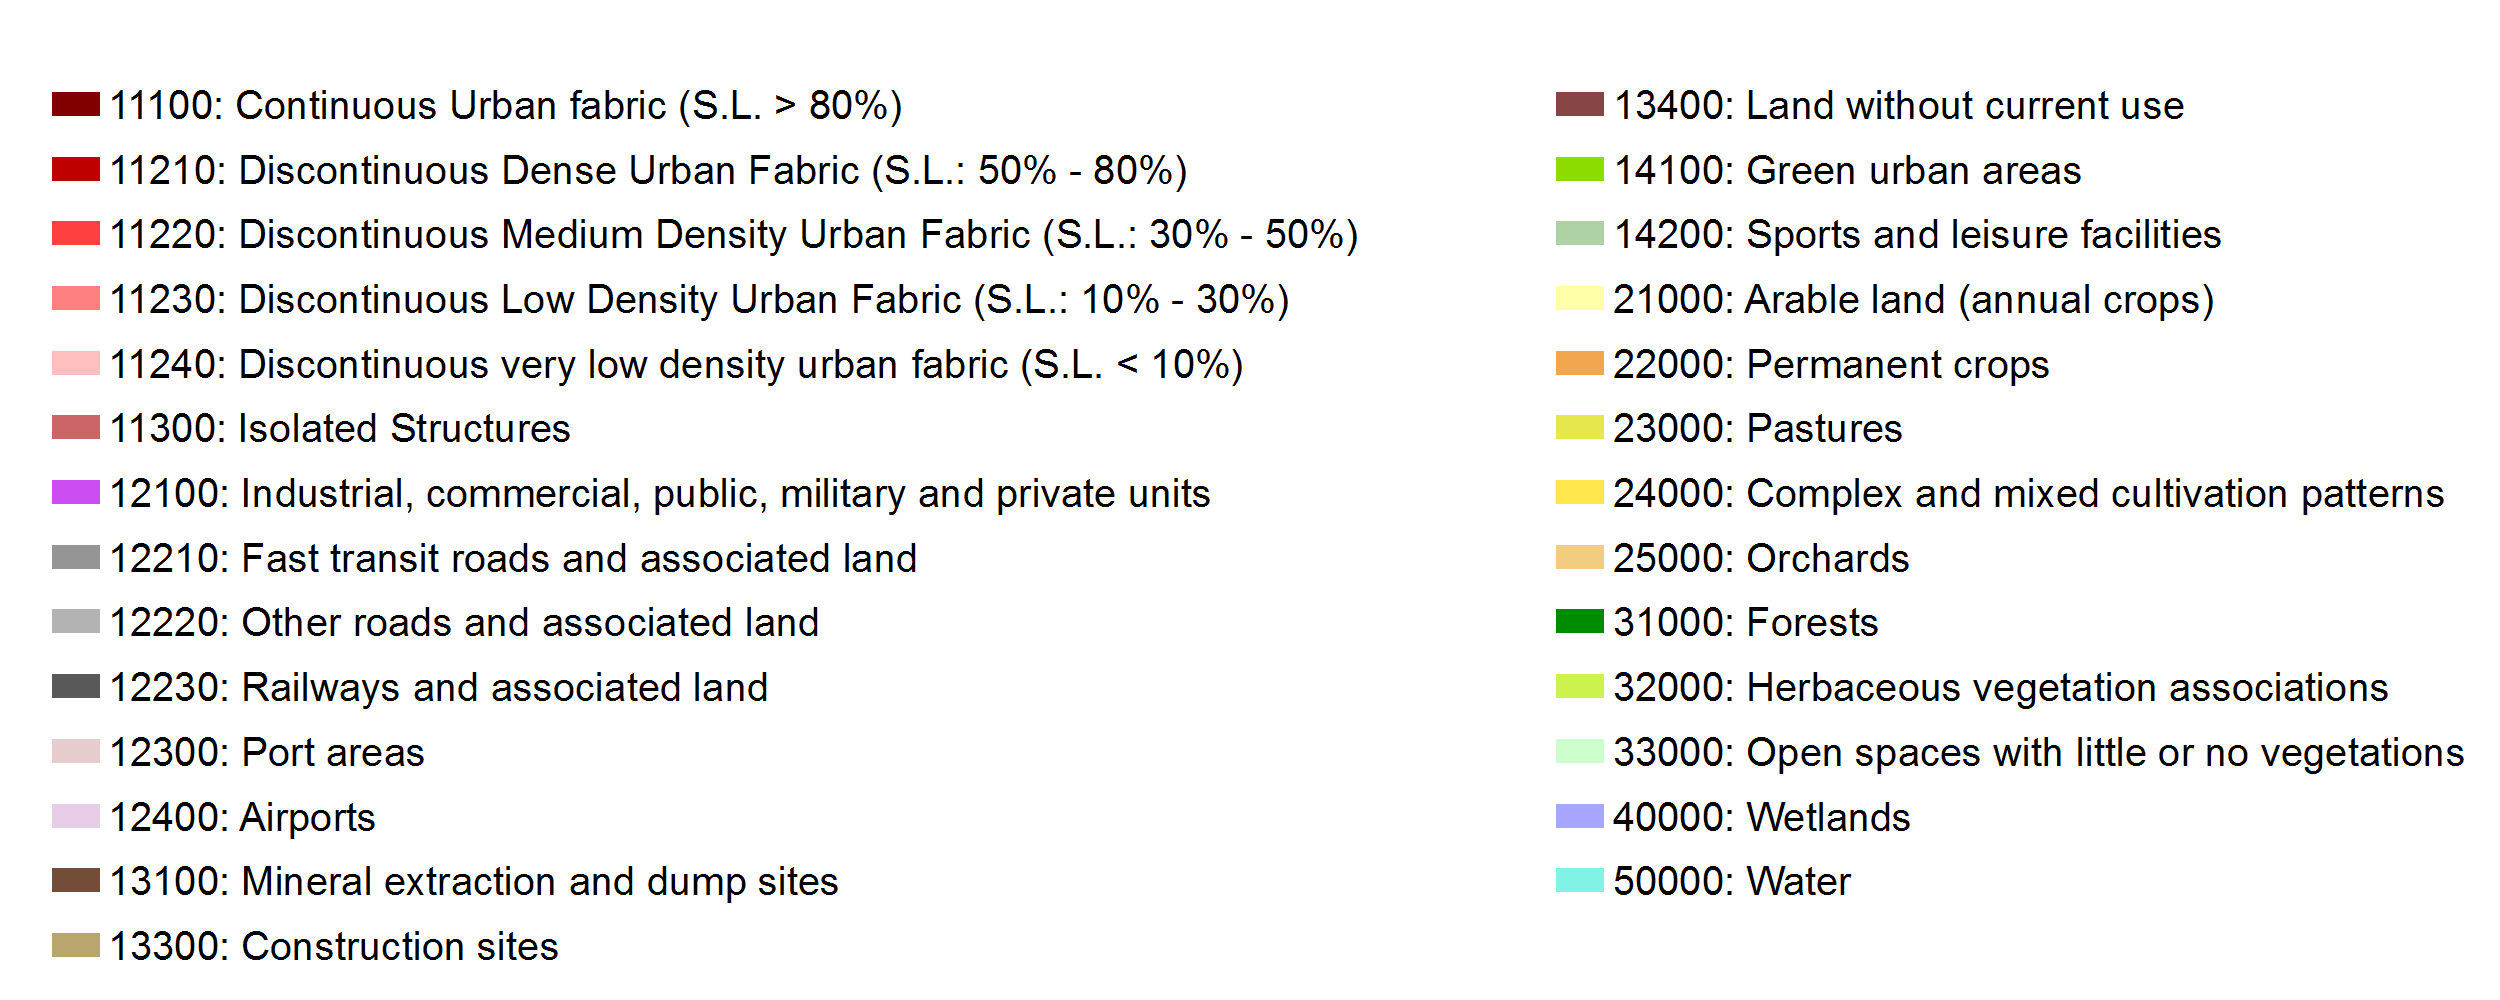 11100: Continuous Urban fabric (S.L. > 80%)
11210: Discontinuous Dense Urban Fabric (S.L.: 50% - 80%)
11220: Discontinuous Medium Density Urban Fabric (S.L.: 30% - 50%)
11230: Discontinuous Low Density Urban Fabric (S.L.: 10% - 30%)
11240: Discontinuous very low density urban fabric (S.L. < 10%)
11300: Isolated Structures
12100: Industrial, commercial, public, military and private units
12210: Fast transit roads and associated land
12220: Other roads and associated land
12230: Railways and associated land
12300: Port areas
12400: Airports
13100: Mineral extraction and dump sites
13300: Construction sites
13400: Land without current use
14100: Green urban areas
14200: Sports and leisure facilities
21000: Arable land (annual crops)
22000: Permanent crops
23000: Pastures
24000: Complex and mixed cultivation patterns
25000: Orchards
31000: Forests
32000: Herbaceous vegetation associations
33000: Open spaces with little or no vegetations
40000: Wetlands
50000: Water